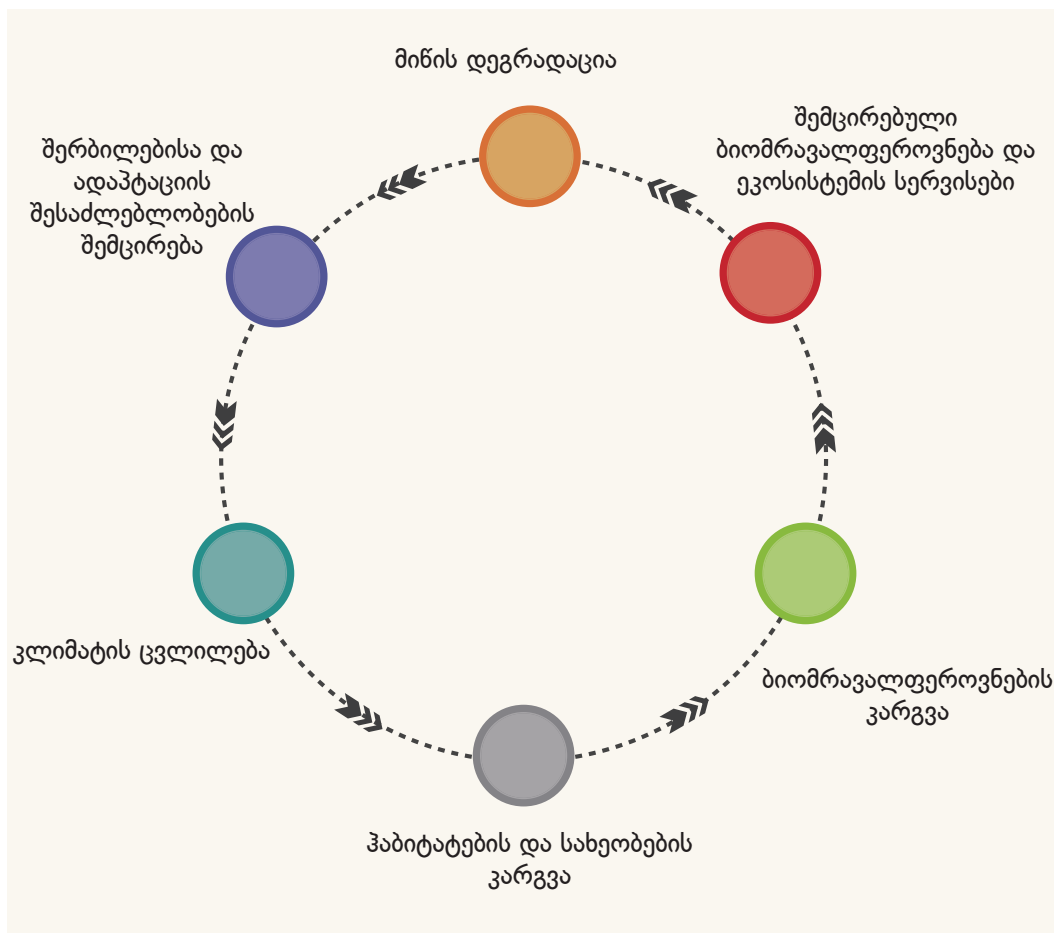 მიწის დეგრადაცია
შემცირებული
ბიომრავალფეროვნება და
ეკოსისტემის სერვისები
შერბილებისა და
ადაპტაციის
შესაძლებლობების
შემცირება
კლიმატის ცვლილება
ბიომრავალფეროვნების
კარგვა
ჰაბიტატების და სახეობების
კარგვა